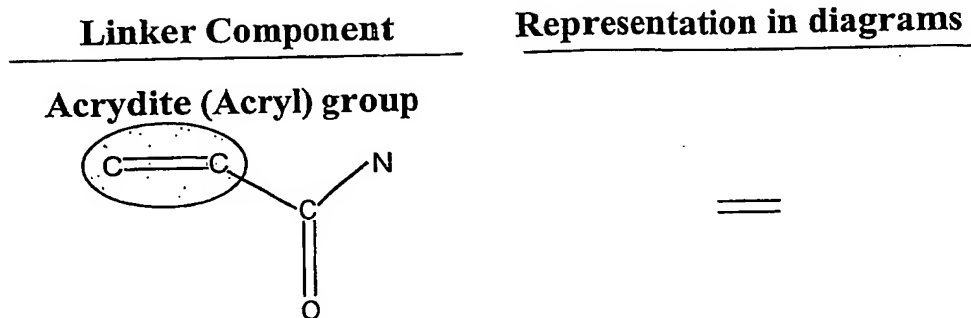 Linker Component
Representation in diagrams
Acrydite (Acryl) group
C C N
C
O